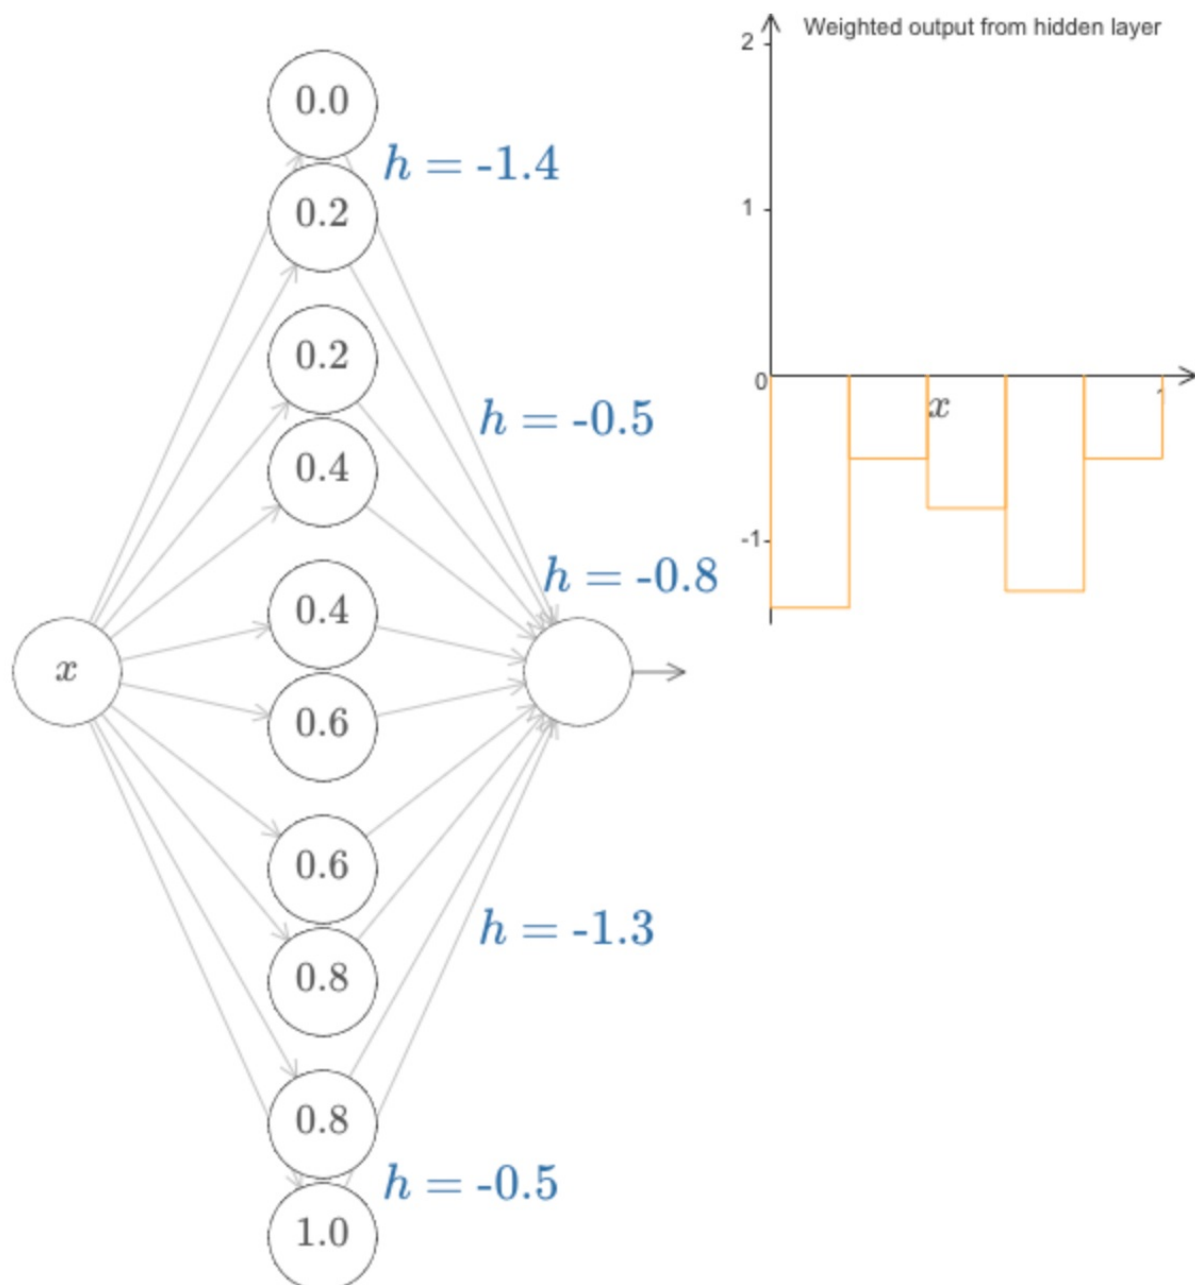 0.0
h = -1.4
0.2
0.2
h = -0.5
0.4
h = -0.8
0.4
x
0.6
0.6
h = -1.3
0.8
0.8
h = -0.5
1.0
Weighted output from hidden layer
2
1
0
x
-1